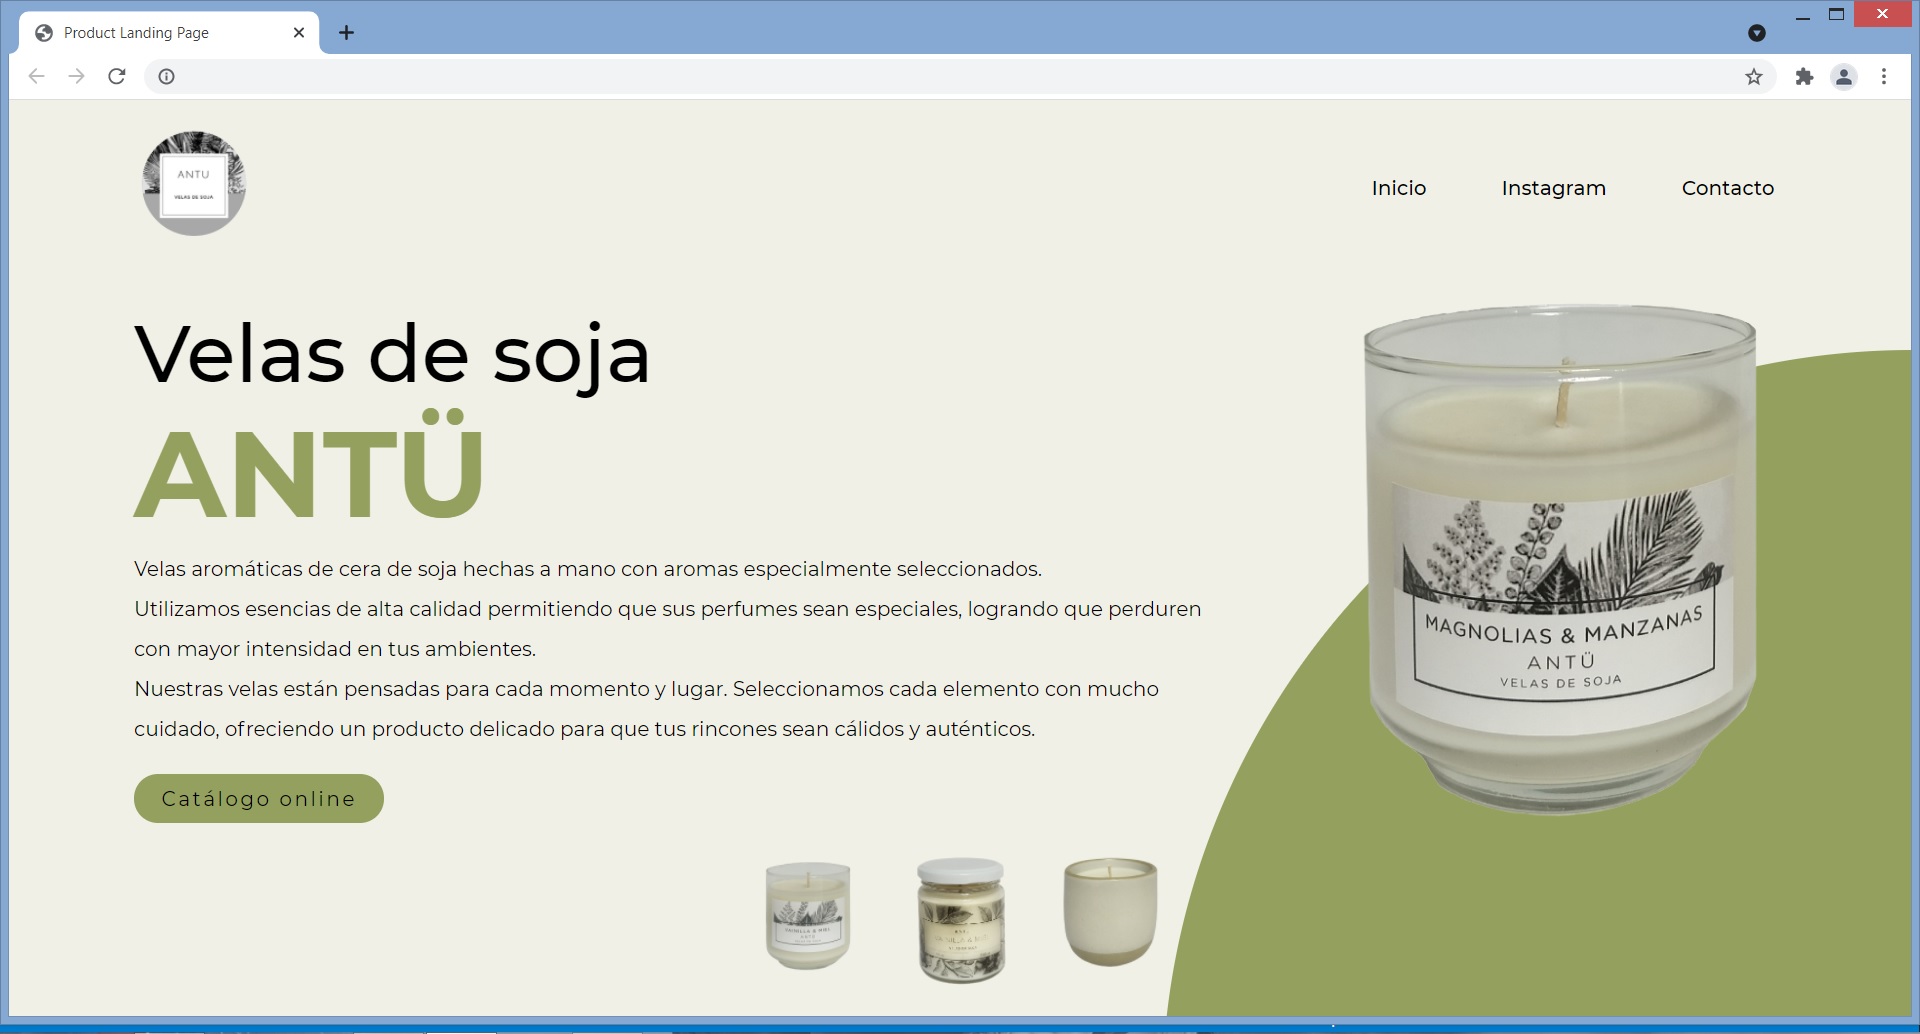 Product Landing Page
ANTU
VELAS DE SOJA
Inicio
Instagram
Contacto
Velas de soja
ANTÜ
Velas aromáticas de cera de soja hechas a mano con aromas especialmente seleccionados.
Utilizamos esencias de alta calidad permitiendo que sus perfumes sean especiales, logrando que perduren
con mayor intensidad en tus ambientes.
Nuestras velas están pensadas para cada momento y lugar. Seleccionamos cada elemento con mucho
cuidado, ofreciendo un producto delicado para que tus rincones sean cálidos y auténticos.
Catálogo online
MAGNOLIAS & MANZANAS
ANTÜ
VELAS DE SOJA
VAINILLA & MIEL
ANTÜ